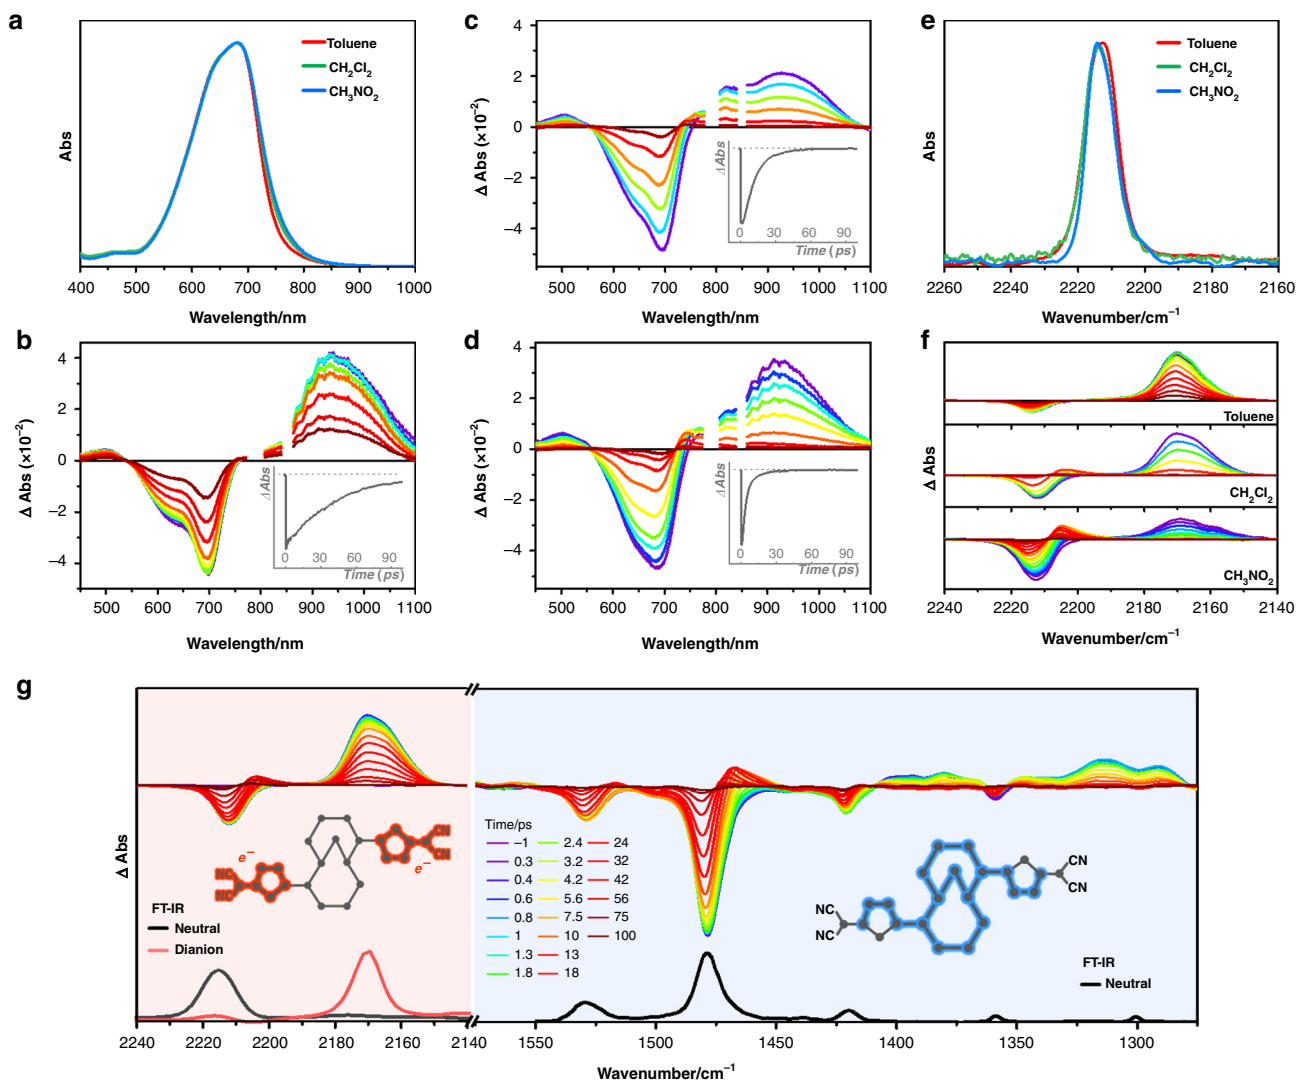 a
Toluene
CH2Cl2
CH3NO2
Abs
400 500 600 700 800 900 1000
Wavelength/nm
c
4
2
0
−2
−4
Δ Abs (×10−2)
Δ Abs
0 30 60 90
Time (ps)
500 600 700 800 900 1000 1100
Wavelength/nm
e
Toluene
CH2Cl2
CH3NO2
Abs
2260 2240 2220 2200 2180 2160
Wavenumber/cm−1
b
4
2
0
−2
−4
Δ Abs (×10−2)
Δ Abs
0 30 60 90
Time (ps)
500 600 700 800 900 1000 1100
Wavelength/nm
d
4
2
0
−2
−4
Δ Abs (×10−2)
Δ Abs
0 30 60 90
Time (ps)
500 600 700 800 900 1000 1100
Wavelength/nm
f
Toluene
CH2Cl2
CH3NO2
Δ Abs
2240 2220 2200 2180 2160 2140
Wavenumber/cm−1
g
Δ Abs
e−
e−
NC
NC
CN
CN
FT-IR
Neutral
Dianion
Time/ps
−1 2.4 24
0.3 3.2 32
0.4 4.2 42
0.6 5.6 56
0.8 7.5 75
1 10 100
1.3 13
1.8 18
NC
NC
CN
CN
FT-IR
Neutral
2240 2220 2200 2180 2160 2140 1550 1500 1450 1400 1350 1300
Wavenumber/cm−1